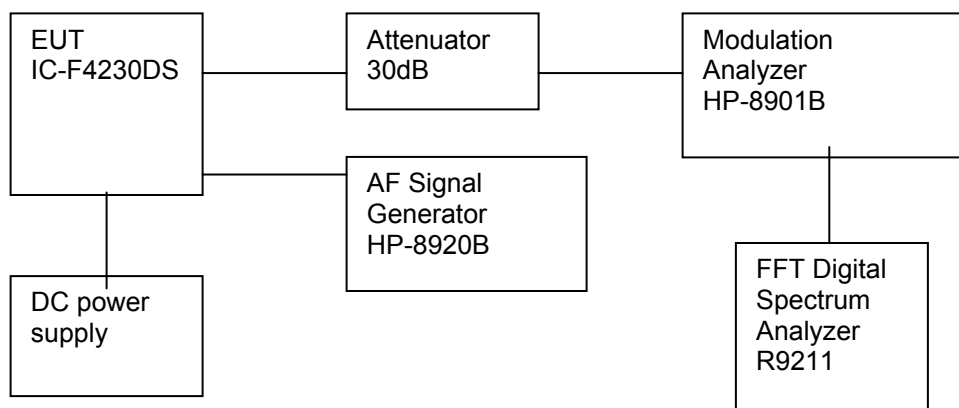 EUT
IC-F4230DS
Attenuator
30dB
Modulation
Analyzer
HP-8901B
AF Signal
Generator
HP-8920B
DC power
supply
FFT Digital
Spectrum
Analyzer
R9211